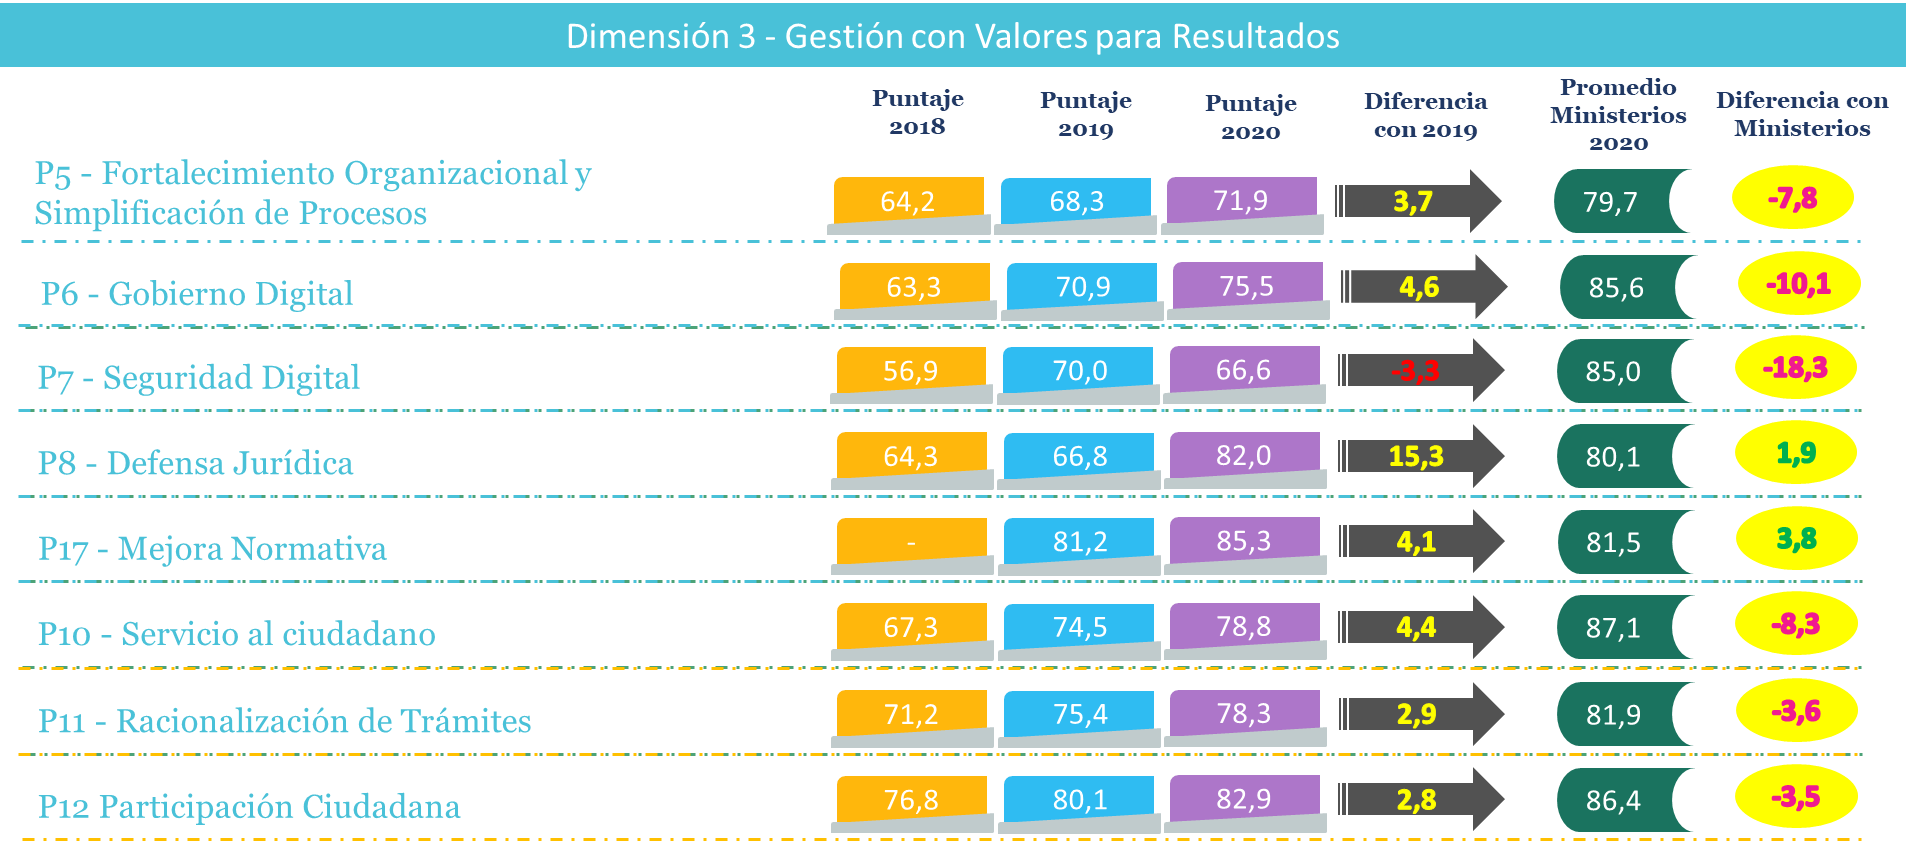 Dimensión 3 - Gestión con Valores para Resultados
Puntaje 2018 Puntaje 2019 Puntaje 2020 Diferencia con 2019 Promedio Ministerios 2020 Diferencia con Ministerios
P5 - Fortalecimiento Organizacional y
Simplificación de Procesos 64,2 68,3 71,9 3,7 79,7 -7,8
P6 - Gobierno Digital 63,3 70,9 75,5 4,6 85,6 -10,1
P7 - Seguridad Digital 56,9 70,0 66,6 -3,3 85,0 -18,3
P8 - Defensa Jurídica 64,3 66,8 82,0 15,3 80,1 1,9
P17 - Mejora Normativa - 81,2 85,3 4,1 81,5 3,8
P10 - Servicio al ciudadano 67,3 74,5 78,8 4,4 87,1 -8,3
P11 - Racionalización de Trámites 71,2 75,4 78,3 2,9 81,9 -3,6
P12 Participación Ciudadana 76,8 80,1 82,9 2,8 86,4 -3,5